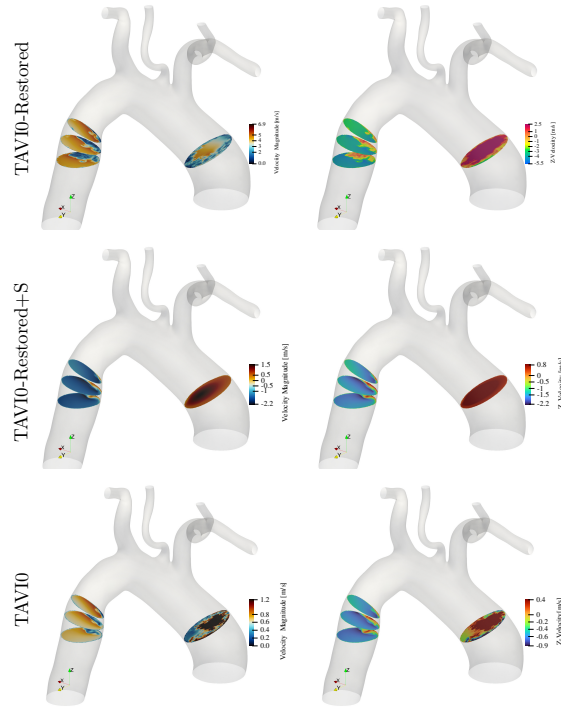 TAVI0-Restored
6.9
5
4
3
2
0.0
Velocity Magnitude [m/s]
Z
X
Y
2.5
1
0
-1
-2
-3
-4
-5.5
Z-Velocity [m/s]
Z
X
Y
TAVI0-Restored+S
1.5
0.5
0
-0.5
-1
-2.2
Velocity Magnitude [m/s]
Z
X
Y
0.8
0
-0.5
-1
-1.5
-2.2
Z
X
Y
TAVI0
1.2
0.8
0.6
0.4
0.2
0.0
Velocity Magnitude [m/s]
Z
X
Y
0.4
0
-0.2
-0.4
-0.6
-0.9
Z-Velocity [m/s]
Z
X
Y